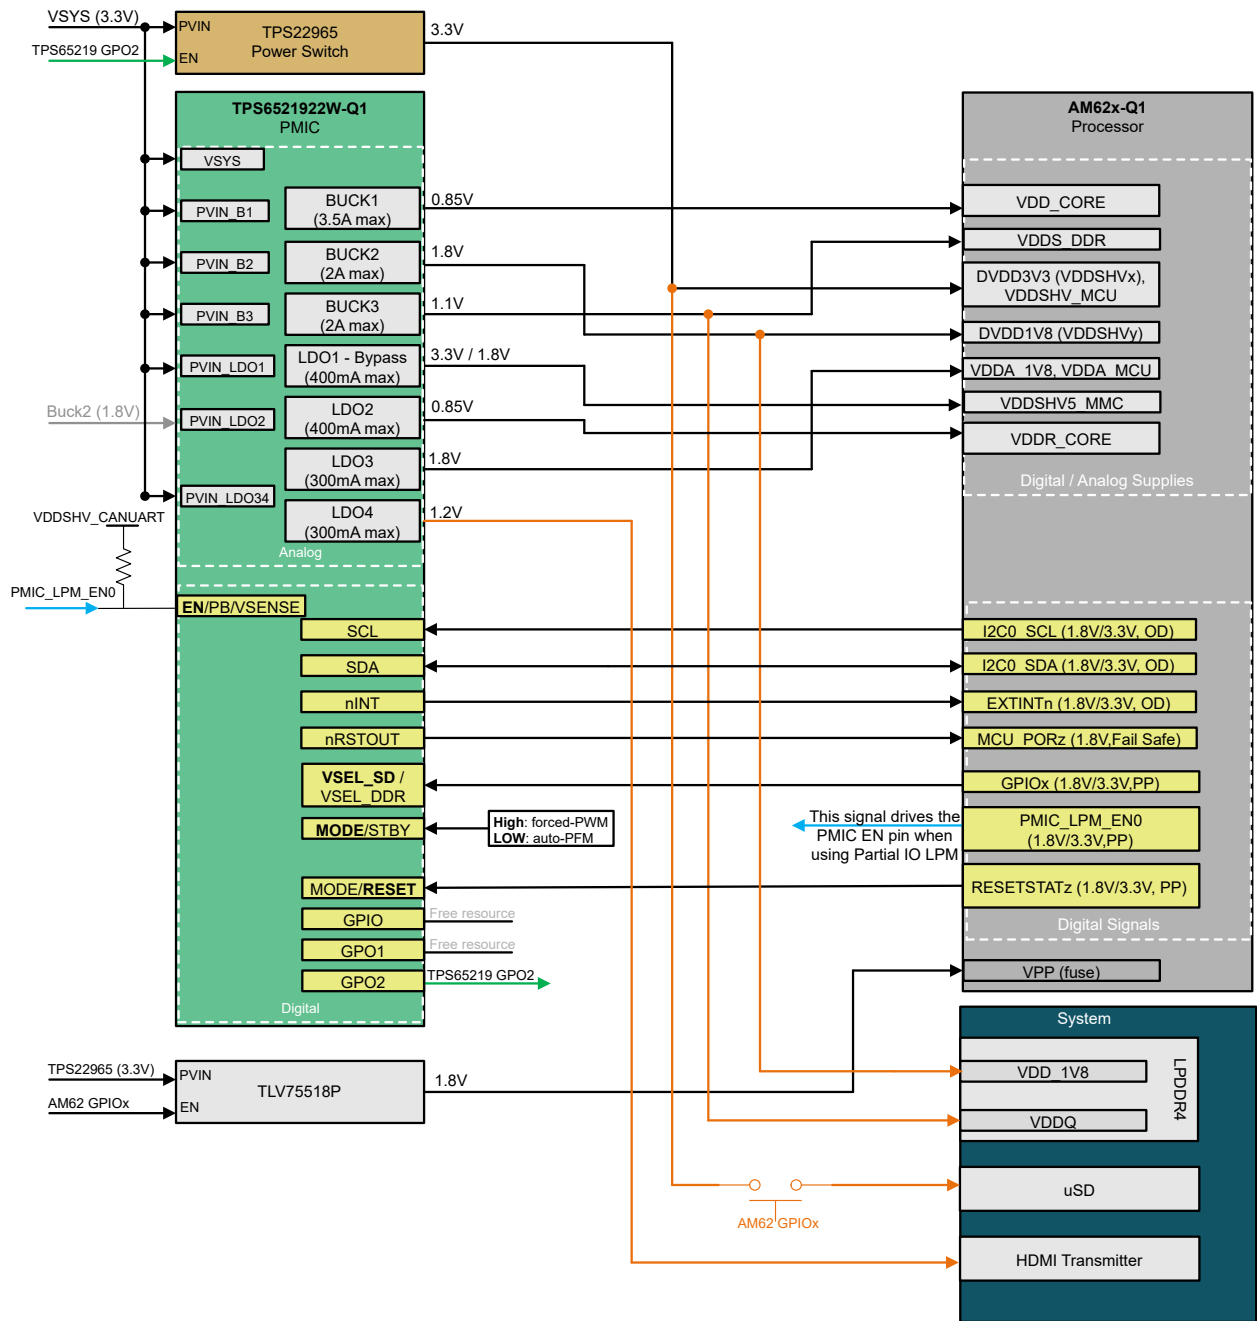 VSYS (3.3V)
PVIN
TPS22965
Power Switch
3.3V
TPS65219 GPO2
EN
TPS6521922W-Q1
PMIC
VSYS
PVIN_B1
BUCK1
(3.5A max)
0.85V
PVIN_B2
BUCK2
(2A max)
1.8V
PVIN_B3
BUCK3
(2A max)
1.1V
PVIN_LDO1
LDO1 - Bypass
(400mA max)
3.3V / 1.8V
Buck2 (1.8V)
PVIN_LDO2
LDO2
(400mA max)
0.85V
LDO3
(300mA max)
1.8V
PVIN_LDO34
LDO4
(300mA max)
1.2V
Analog
VDDSHV_CANUART
PMIC_LPM_EN0
EN/PB/VSENSE
SCL
SDA
nINT
nRSTOUT
VSEL_SD /
VSEL_DDR
MODE/STBY
High: forced-PWM
LOW: auto-PFM
MODE/RESET
GPIO
Free resource
GPO1
Free resource
GPO2
TPS65219 GPO2
Digital
AM62x-Q1
Processor
VDD_CORE
VDDS_DDR
DVDD3V3 (VDDSHVx),
VDDSHV_MCU
DVDD1V8 (VDDSHVy)
VDDA_1V8, VDDA_MCU
VDDSHV5_MMC
VDDR_CORE
Digital / Analog Supplies
I2C0_SCL (1.8V/3.3V, OD)
I2C0_SDA (1.8V/3.3V, OD)
EXTINTn (1.8V/3.3V, OD)
MCU_PORz (1.8V,Fail Safe)
GPIOx (1.8V/3.3V,PP)
This signal drives the
PMIC EN pin when
using Partial IO LPM
PMIC_LPM_EN0
(1.8V/3.3V,PP)
RESETSTATz (1.8V/3.3V, PP)
Digital Signals
VPP (fuse)
TPS22965 (3.3V)
PVIN
TLV75518P
1.8V
AM62 GPIOx
EN
System
VDD_1V8
VDDQ
LPDDR4
uSD
AM62 GPIOx
HDMI Transmitter